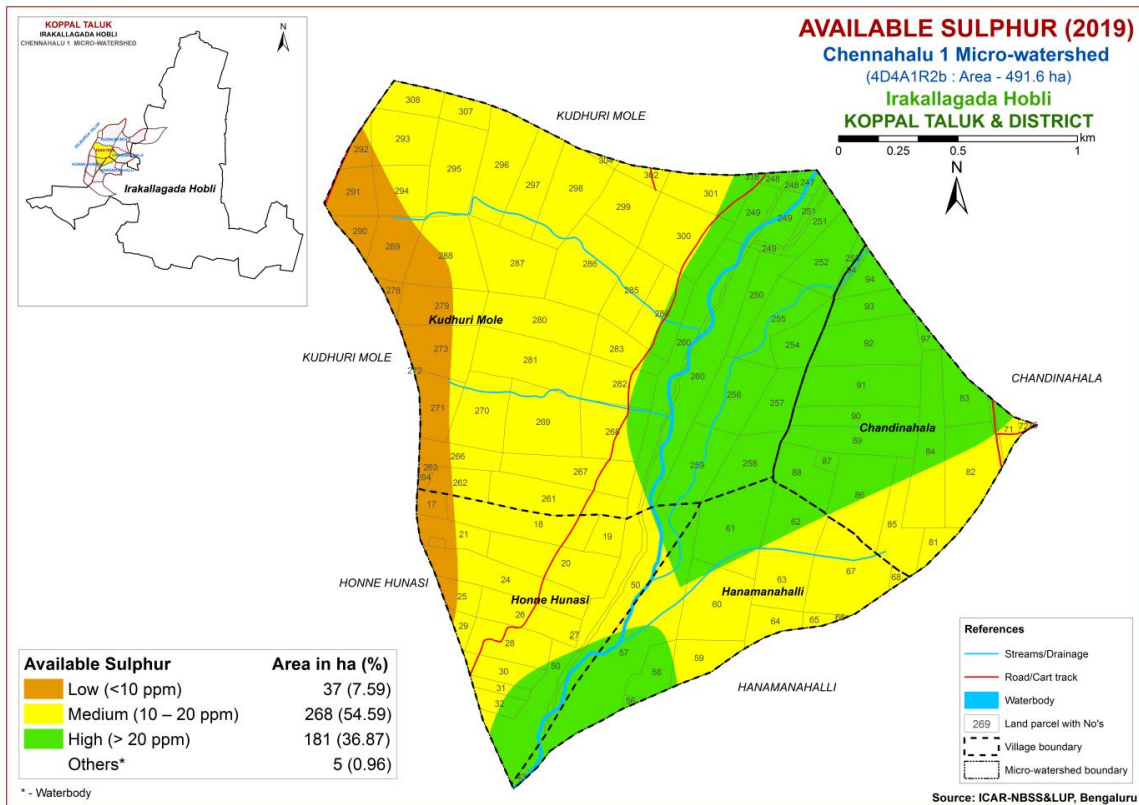 KOPPAL TALUK
IRAKALLAGADA HOBLI
CHENNAHALU 1 MICRO-WATERSHED
N
Irakallagada Hobli
AVAILABLE SULPHUR (2019)
Chennahalu 1 Micro-watershed
(4D4A1R2b : Area - 491.6 ha)
Irakallagada Hobli
KOPPAL TALUK & DISTRICT
km
0 0.25 0.5 1
N
KUDHURI MOLE
308 307
293
292 295 296 304 302 301 248 248 247
291 294 297 298 249 249 251 251
299
290 289 288 300 249 252
287 286 94
278 285 250 93
279 255
Kudhuri Mole 280 92 97
273 283 260 254
KUDHURI MOLE 281
CHANDINAHALA
282 260 91 83
271 270 269 256 257 90 71
268 Chandinahala
266 89 84
263 267 259 258 88 87 82
264 262 261 86
17 18 61 62 85
21 19 81
20 67
24 50 63 68
HONNE HUNASI
25 Honne Hunasi 60 Hanamanahalli
26 64 65
29 28 27
57 59
30 50 58
31
32 56
HANAMANAHALLI
Available Sulphur Area in ha (%)
Low (<10 ppm) 37 (7.59)
Medium (10 – 20 ppm) 268 (54.59)
High (> 20 ppm) 181 (36.87)
Others* 5 (0.96)
* - Waterbody
References
Streams/Drainage
Road/Cart track
Waterbody
269 Land parcel with No's
Village boundary
Micro-watershed boundary
Source: ICAR-NBSS&LUP, Bengaluru